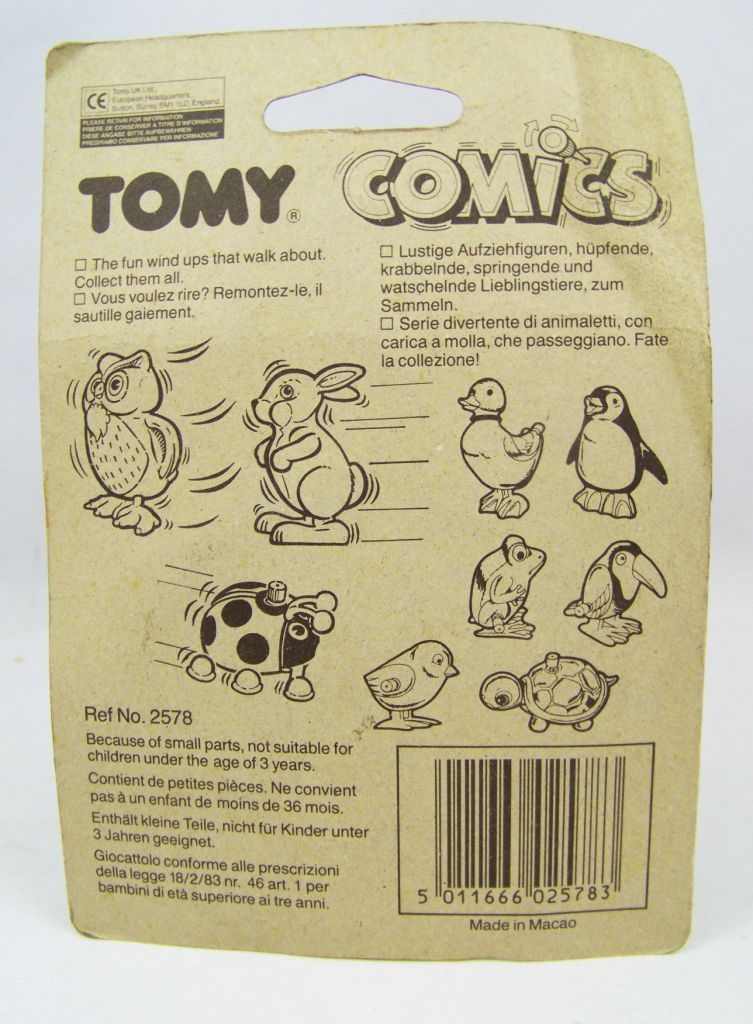 CE
Tomy UK Ltd.,
European Headquarters,
Sutton, Surrey SM1 1LD, England.
PLEASE RETAIN FOR INFORMATION
PRIERE DE CONSERVER A TITRE D'INFORMATION
DIESE ANGABE BITTE AUFBEWAHREN
PREGHIAMO CONSERVARE PER INFORMAZIONE
TOMY®
COMICS
□ The fun wind ups that walk about.
Collect them all.
□ Vous voulez rire? Remontez-le, il
sautille gaiement.
□ Lustige Aufziehfiguren, hüpfende,
krabbelnde, springende und
watschelnde Lieblingstiere, zum
Sammeln.
□ Serie divertente di animaletti, con
carica a molla, che passeggiano. Fate
la collezione!
Ref No. 2578
Because of small parts, not suitable for
children under the age of 3 years.
Contient de petites pièces. Ne convient
pas à un enfant de moins de 36 mois.
Enthält kleine Teile, nicht für Kinder unter
3 Jahren geeignet.
Giocattolo conforme alle prescrizioni
della legge 18/2/83 nr. 46 art. 1 per
bambini di età superiore ai tre anni.
5 011666 025783
Made in Macao